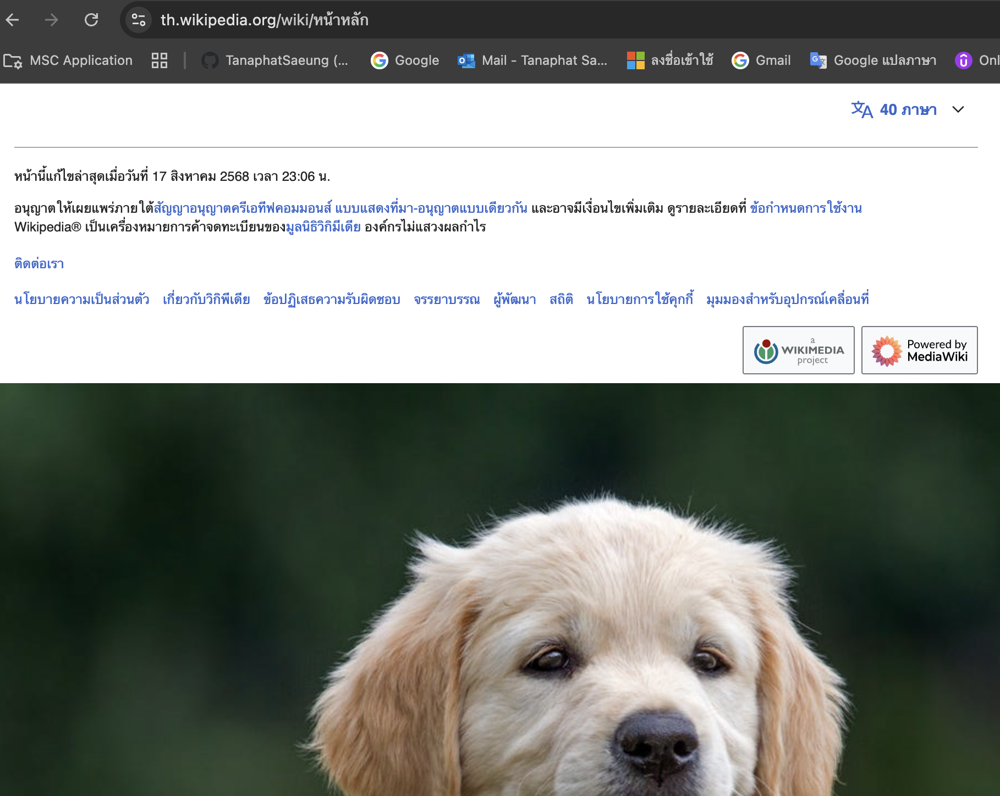 th.wikipedia.org/wiki/หน้าหลัก
MSC Application TanaphatSaeung (... Google Mail - Tanaphat Sa... ลงชื่อเข้าใช้ Gmail Google แปลภาษา Onl
40 ภาษา
หน้านี้แก้ไขล่าสุดเมื่อวันที่ 17 สิงหาคม 2568 เวลา 23:06 น.
อนุญาตให้เผยแพร่ภายใต้สัญญาอนุญาตครีเอทีฟคอมมอนส์ แบบแสดงที่มา-อนุญาตแบบเดียวกัน และอาจมีเงื่อนไขเพิ่มเติม ดูรายละเอียดที่ ข้อกำหนดการใช้งาน
Wikipedia® เป็นเครื่องหมายการค้าจดทะเบียนของมูลนิธิวิกิมีเดีย องค์กรไม่แสวงผลกำไร
ติดต่อเรา
นโยบายความเป็นส่วนตัว เกี่ยวกับวิกิพีเดีย ข้อปฏิเสธความรับผิดชอบ จรรยาบรรณ ผู้พัฒนา สถิติ นโยบายการใช้คุกกี้ มุมมองสำหรับอุปกรณ์เคลื่อนที่
a
WIKIMEDIA
project
Powered by
MediaWiki